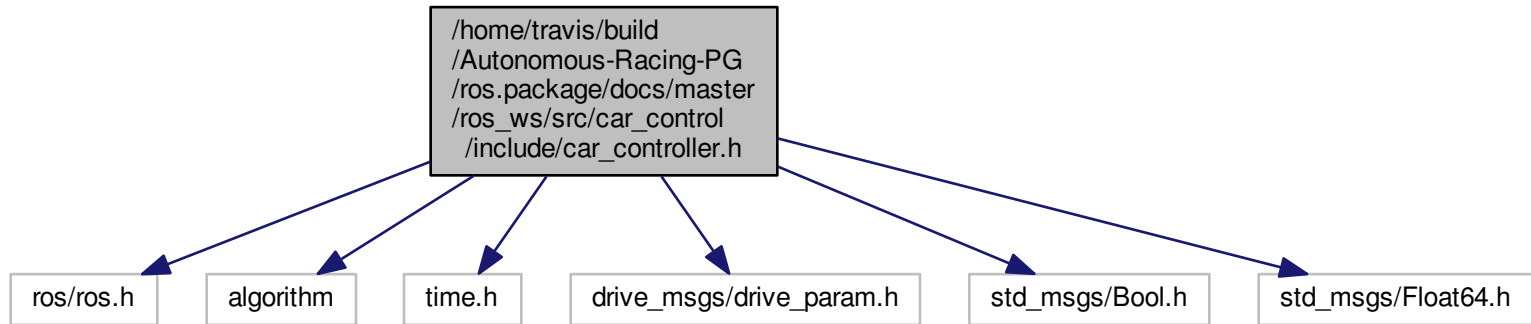 /home/travis/build
/Autonomous-Racing-PG
/ros.package/docs/master
/ros_ws/src/car_control
/include/car_controller.h
ros/ros.h
algorithm
time.h
drive_msgs/drive_param.h
std_msgs/Bool.h
std_msgs/Float64.h